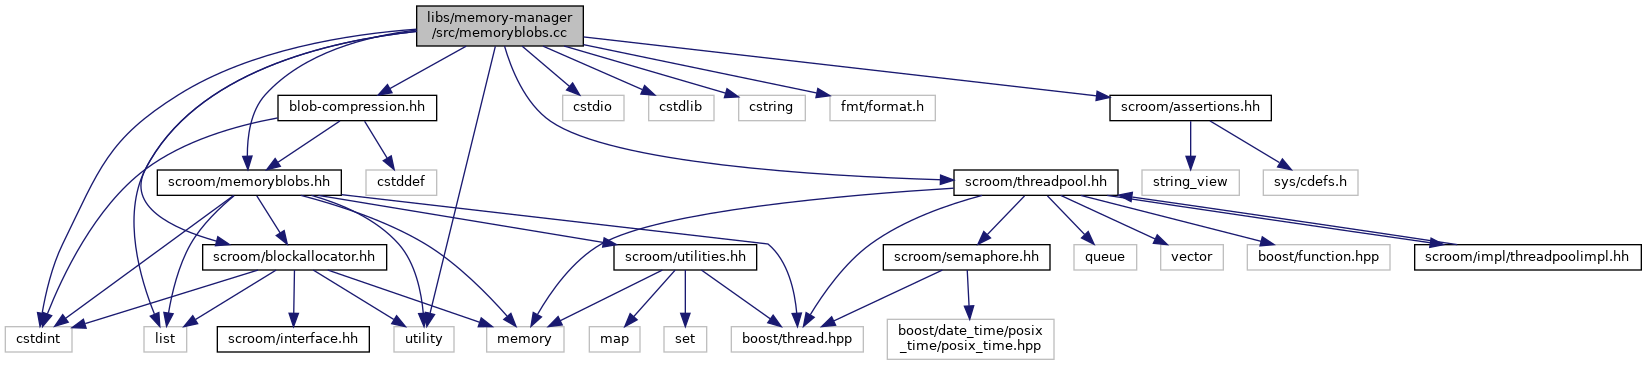 libs/memory-manager
/src/memoryblobs.cc
blob-compression.hh
cstdio
cstdlib
cstring
fmt/format.h
scroom/assertions.hh
scroom/memoryblobs.hh
cstddef
scroom/threadpool.hh
string_view
sys/cdefs.h
scroom/blockallocator.hh
scroom/utilities.hh
scroom/semaphore.hh
queue
vector
boost/function.hpp
scroom/impl/threadpoolimpl.hh
cstdint
list
scroom/interface.hh
utility
memory
map
set
boost/thread.hpp
boost/date_time/posix
_time/posix_time.hpp